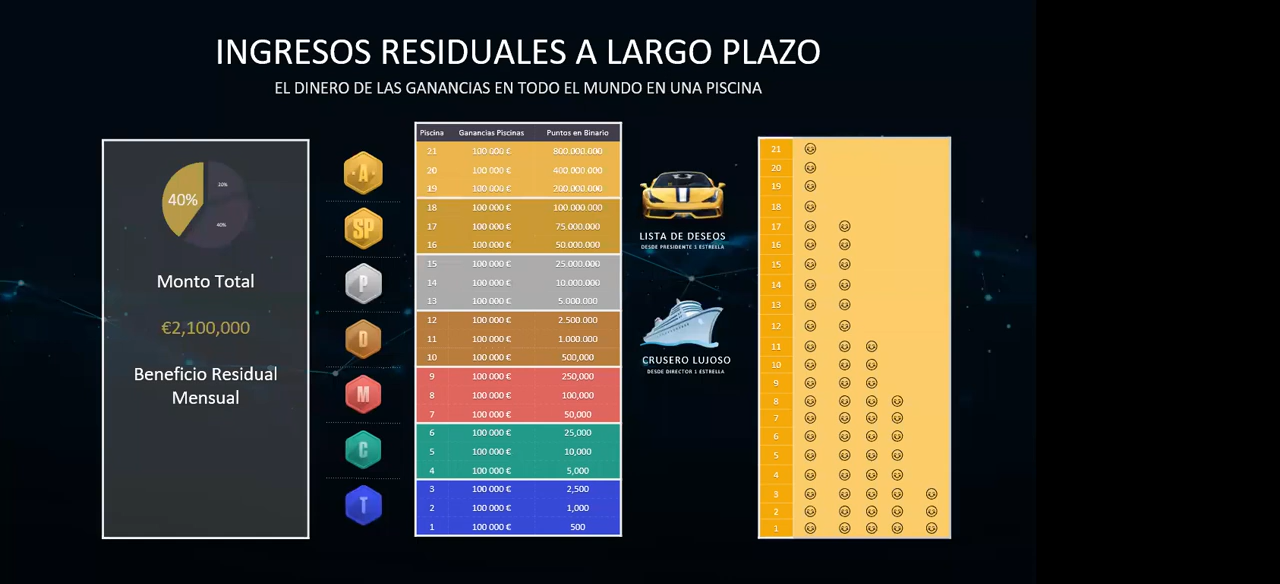 INGRESOS RESIDUALES A LARGO PLAZO
EL DINERO DE LAS GANANCIAS EN TODO EL MUNDO EN UNA PISCINA
40%
20%
40%
Monto Total
€2,100,000
Beneficio Residual
Mensual
A
SP
P
D
M
C
T
Piscina Ganancias Piscinas Puntos en Binario
21 100 000 € 800.000.000
20 100 000 € 400.000.000
19 100 000 € 200.000.000
18 100 000 € 100.000.000
17 100 000 € 75.000.000
16 100 000 € 50.000.000
15 100 000 € 25.000.000
14 100 000 € 10.000.000
13 100 000 € 5.000.000
12 100 000 € 2.500.000
11 100 000 € 1.000.000
10 100 000 € 500,000
9 100 000 € 250,000
8 100 000 € 100,000
7 100 000 € 50,000
6 100 000 € 25,000
5 100 000 € 10,000
4 100 000 € 5,000
3 100 000 € 2,500
2 100 000 € 1,000
1 100 000 € 500
LISTA DE DESEOS
DESDE PRESIDENTE 3 ESTRELLA
CRUSERO LUJOSO
DESDE DIRECTOR 1 ESTRELLA
21
20
19
18
17
16
15
14
13
12
11
10
9
8
7
6
5
4
3
2
1